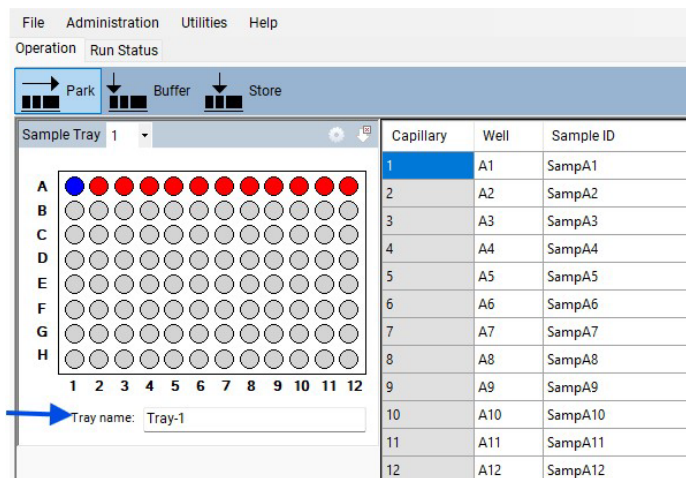 File Administration Utilities Help
Operation Run Status
Park Buffer Store
Sample Tray 1
A
B
C
D
E
F
G
H
1 2 3 4 5 6 7 8 9 10 11 12
Tray name: Tray-1
Capillary Well Sample ID
1 A1 SampA1
2 A2 SampA2
3 A3 SampA3
4 A4 SampA4
5 A5 SampA5
6 A6 SampA6
7 A7 SampA7
8 A8 SampA8
9 A9 SampA9
10 A10 SampA10
11 A11 SampA11
12 A12 SampA12